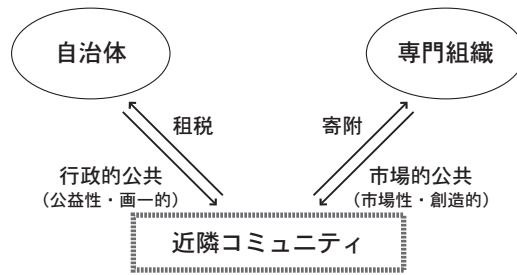 自治体
専門組織
租税
寄附
行政的公共
（公益性・画一的）
市場的公共
（市場性・創造的）
近隣コミュニティ